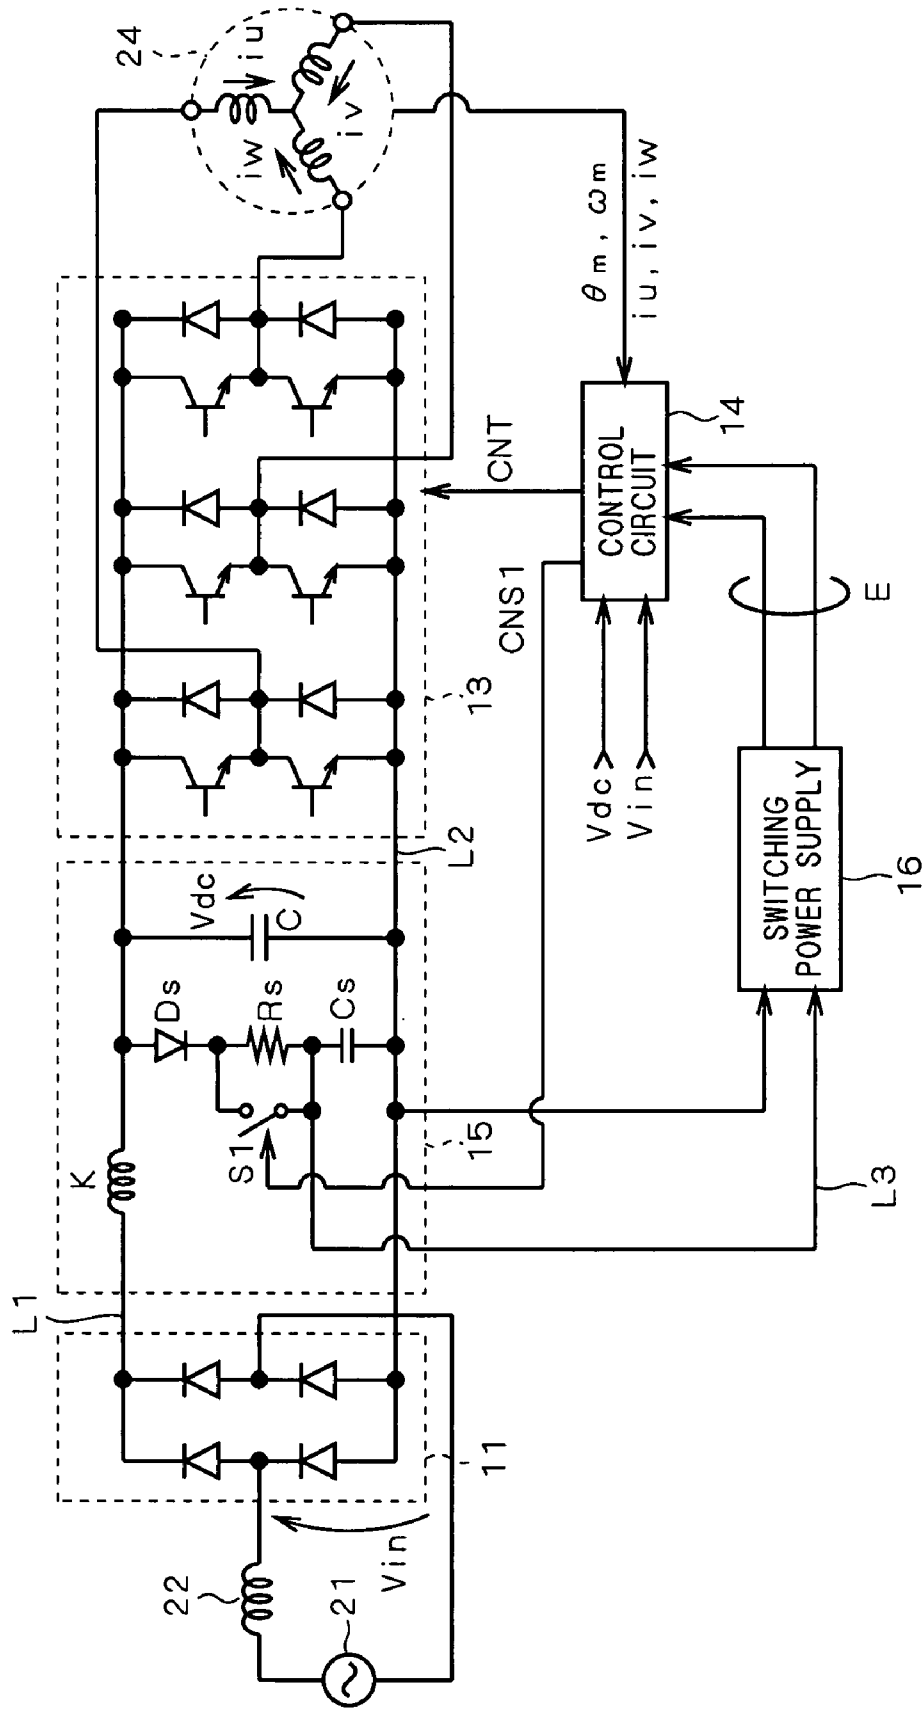 24
iu
iw
iv
θm, ωm
iu, iv, iw
13
CNT
CNS1
CONTROL
CIRCUIT
14
Vdc
Vin
E
SWITCHING
POWER SUPPLY
16
L2
Vdc
C
Ds
Rs
Cs
S1
K
15
L3
L1
11
Vin
22
21